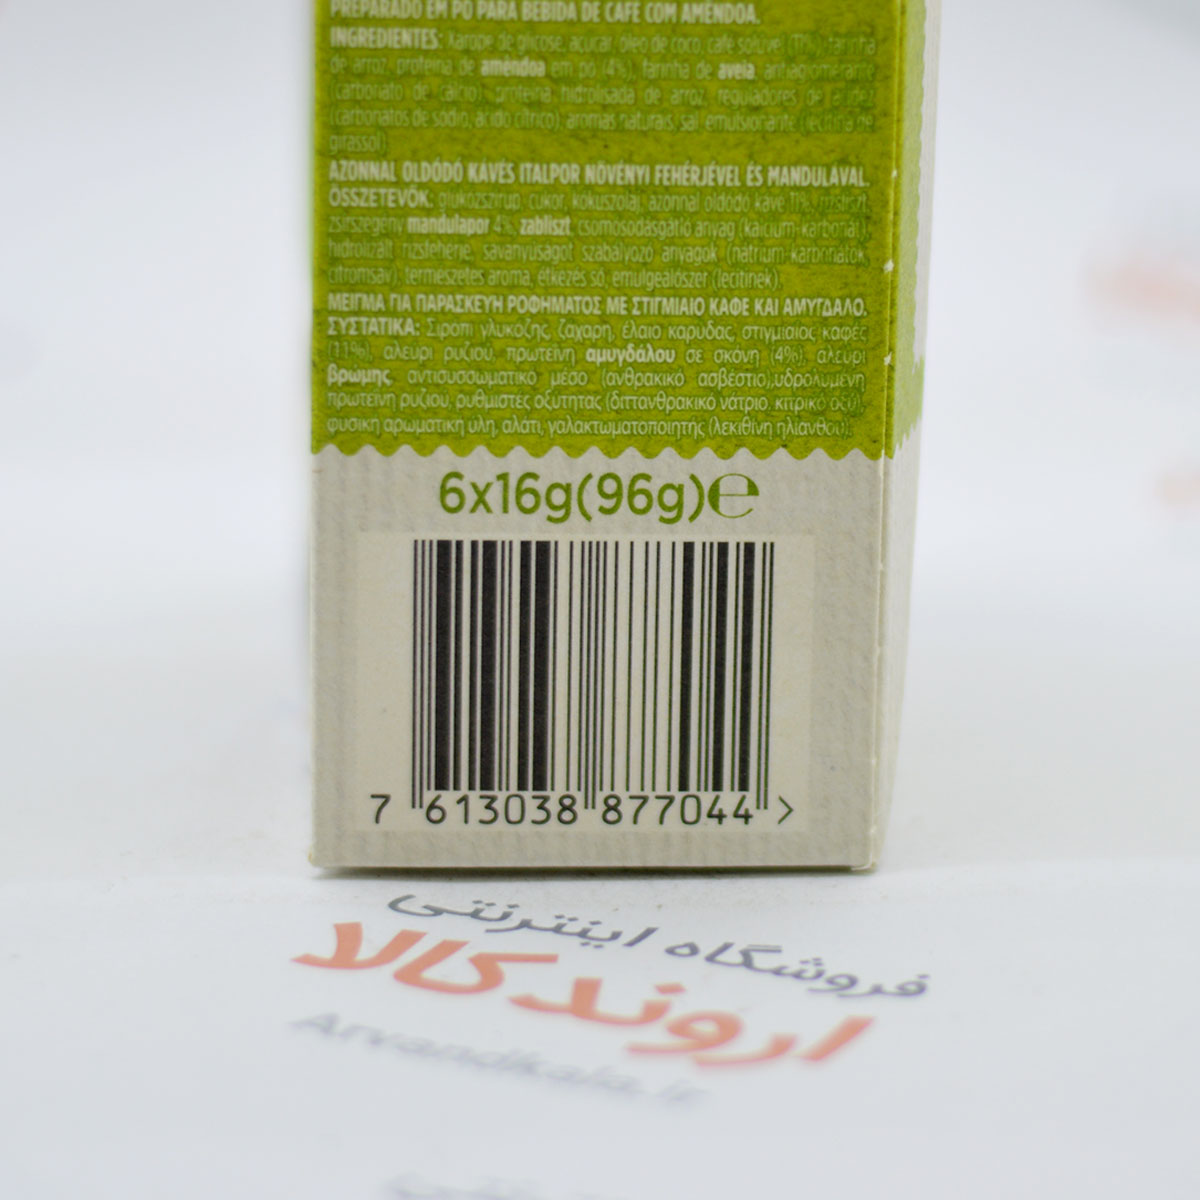 PREPARADO EM PÓ PARA BEBIDA DE CAFÉ COM AMÊNDOA.
INGREDIENTES: Xarope de glicose, açúcar, óleo de coco, café solúvel (11%), farinha
de arroz, proteína de amêndoa em pó (4%), farinha de aveia, antiaglomerante
(carbonato de cálcio), proteína hidrolisada de arroz, reguladores de acidez
(carbonatos de sódio, ácido cítrico), aromas naturais, sal, emulsionante (lecitina de
girassol).
AZONNAL OLDÓDÓ KÁVÉS ITALPOR NÖVÉNYI FEHÉRJÉVEL ÉS MANDULÁVAL.
ÖSSZETEVŐK: glükózszirup, cukor, kókuszolaj, azonnal oldódó kávé 11%, rizsliszt,
zsírszegény mandulapor 4%, zabliszt, csomósodásgátló anyag (kalcium-karbonát),
hidrolizált rizsfehérje, savanyúságot szabályozó anyagok (nátrium-karbonátok,
citromsav), természetes aroma, étkezési só, emulgeálószer (lecitinek).
ΜΕΙΓΜΑ ΓΙΑ ΠΑΡΑΣΚΕΥΗ ΡΟΦΗΜΑΤΟΣ ΜΕ ΣΤΙΓΜΙΑΙΟ ΚΑΦΕ ΚΑΙ ΑΜΥΓΔΑΛΟ.
ΣΥΣΤΑΤΙΚΑ: Σιρόπι γλυκόζης, ζάχαρη, έλαιο καρύδας, στιγμιαίος καφές
(11%), αλεύρι ρυζιού, πρωτεΐνη αμυγδάλου σε σκόνη (4%), αλεύρι
βρώμης, αντισυσσωματικό μέσο (ανθρακικό ασβέστιο),υδρολυμένη
πρωτεΐνη ρυζιού, ρυθμιστές οξύτητας (διττανθρακικό νάτριο, κιτρικό οξύ),
φυσική αρωματική ύλη, αλάτι, γαλακτωματοποιητής (λεκιθίνη ηλίανθου).
6x16g(96g)℮
7 613038 877044 >
فروشگاه اینترنتی
اروند کالا
Arvandkala.ir